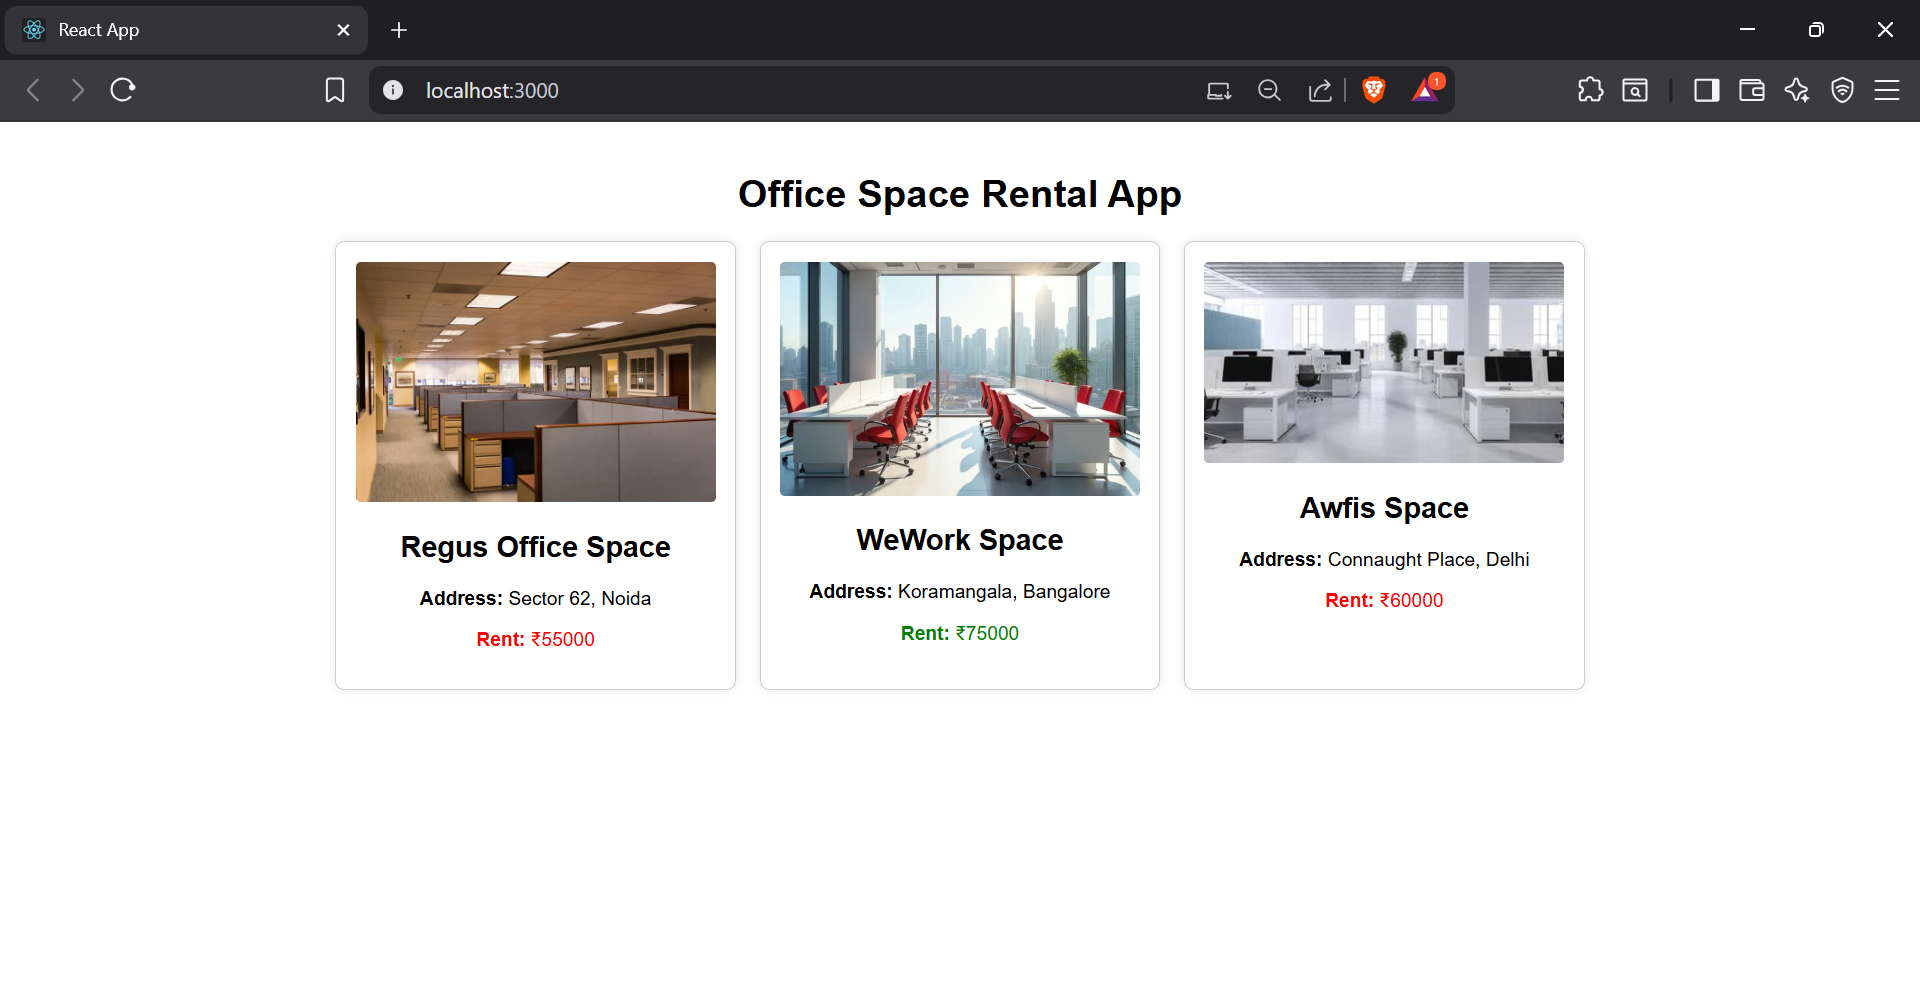 React App
localhost:3000
1
Office Space Rental App
Regus Office Space
Address: Sector 62, Noida
Rent: ₹55000
WeWork Space
Address: Koramangala, Bangalore
Rent: ₹75000
Awfis Space
Address: Connaught Place, Delhi
Rent: ₹60000